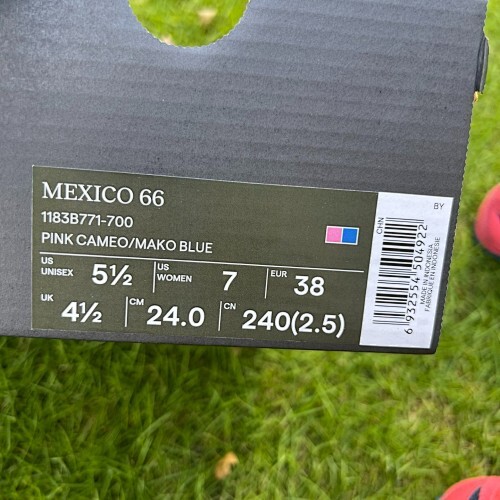 MEXICO 66
1183B771-700
PINK CAMEO/MAKO BLUE
US UNISEX 5½ US WOMEN 7 EUR 38
UK 4½ CM 24.0 CN 240(2.5)
CHN
BY
6 932554 504922
MADE IN INDONESIA
FABRIQUÉ EN INDONÉSIE